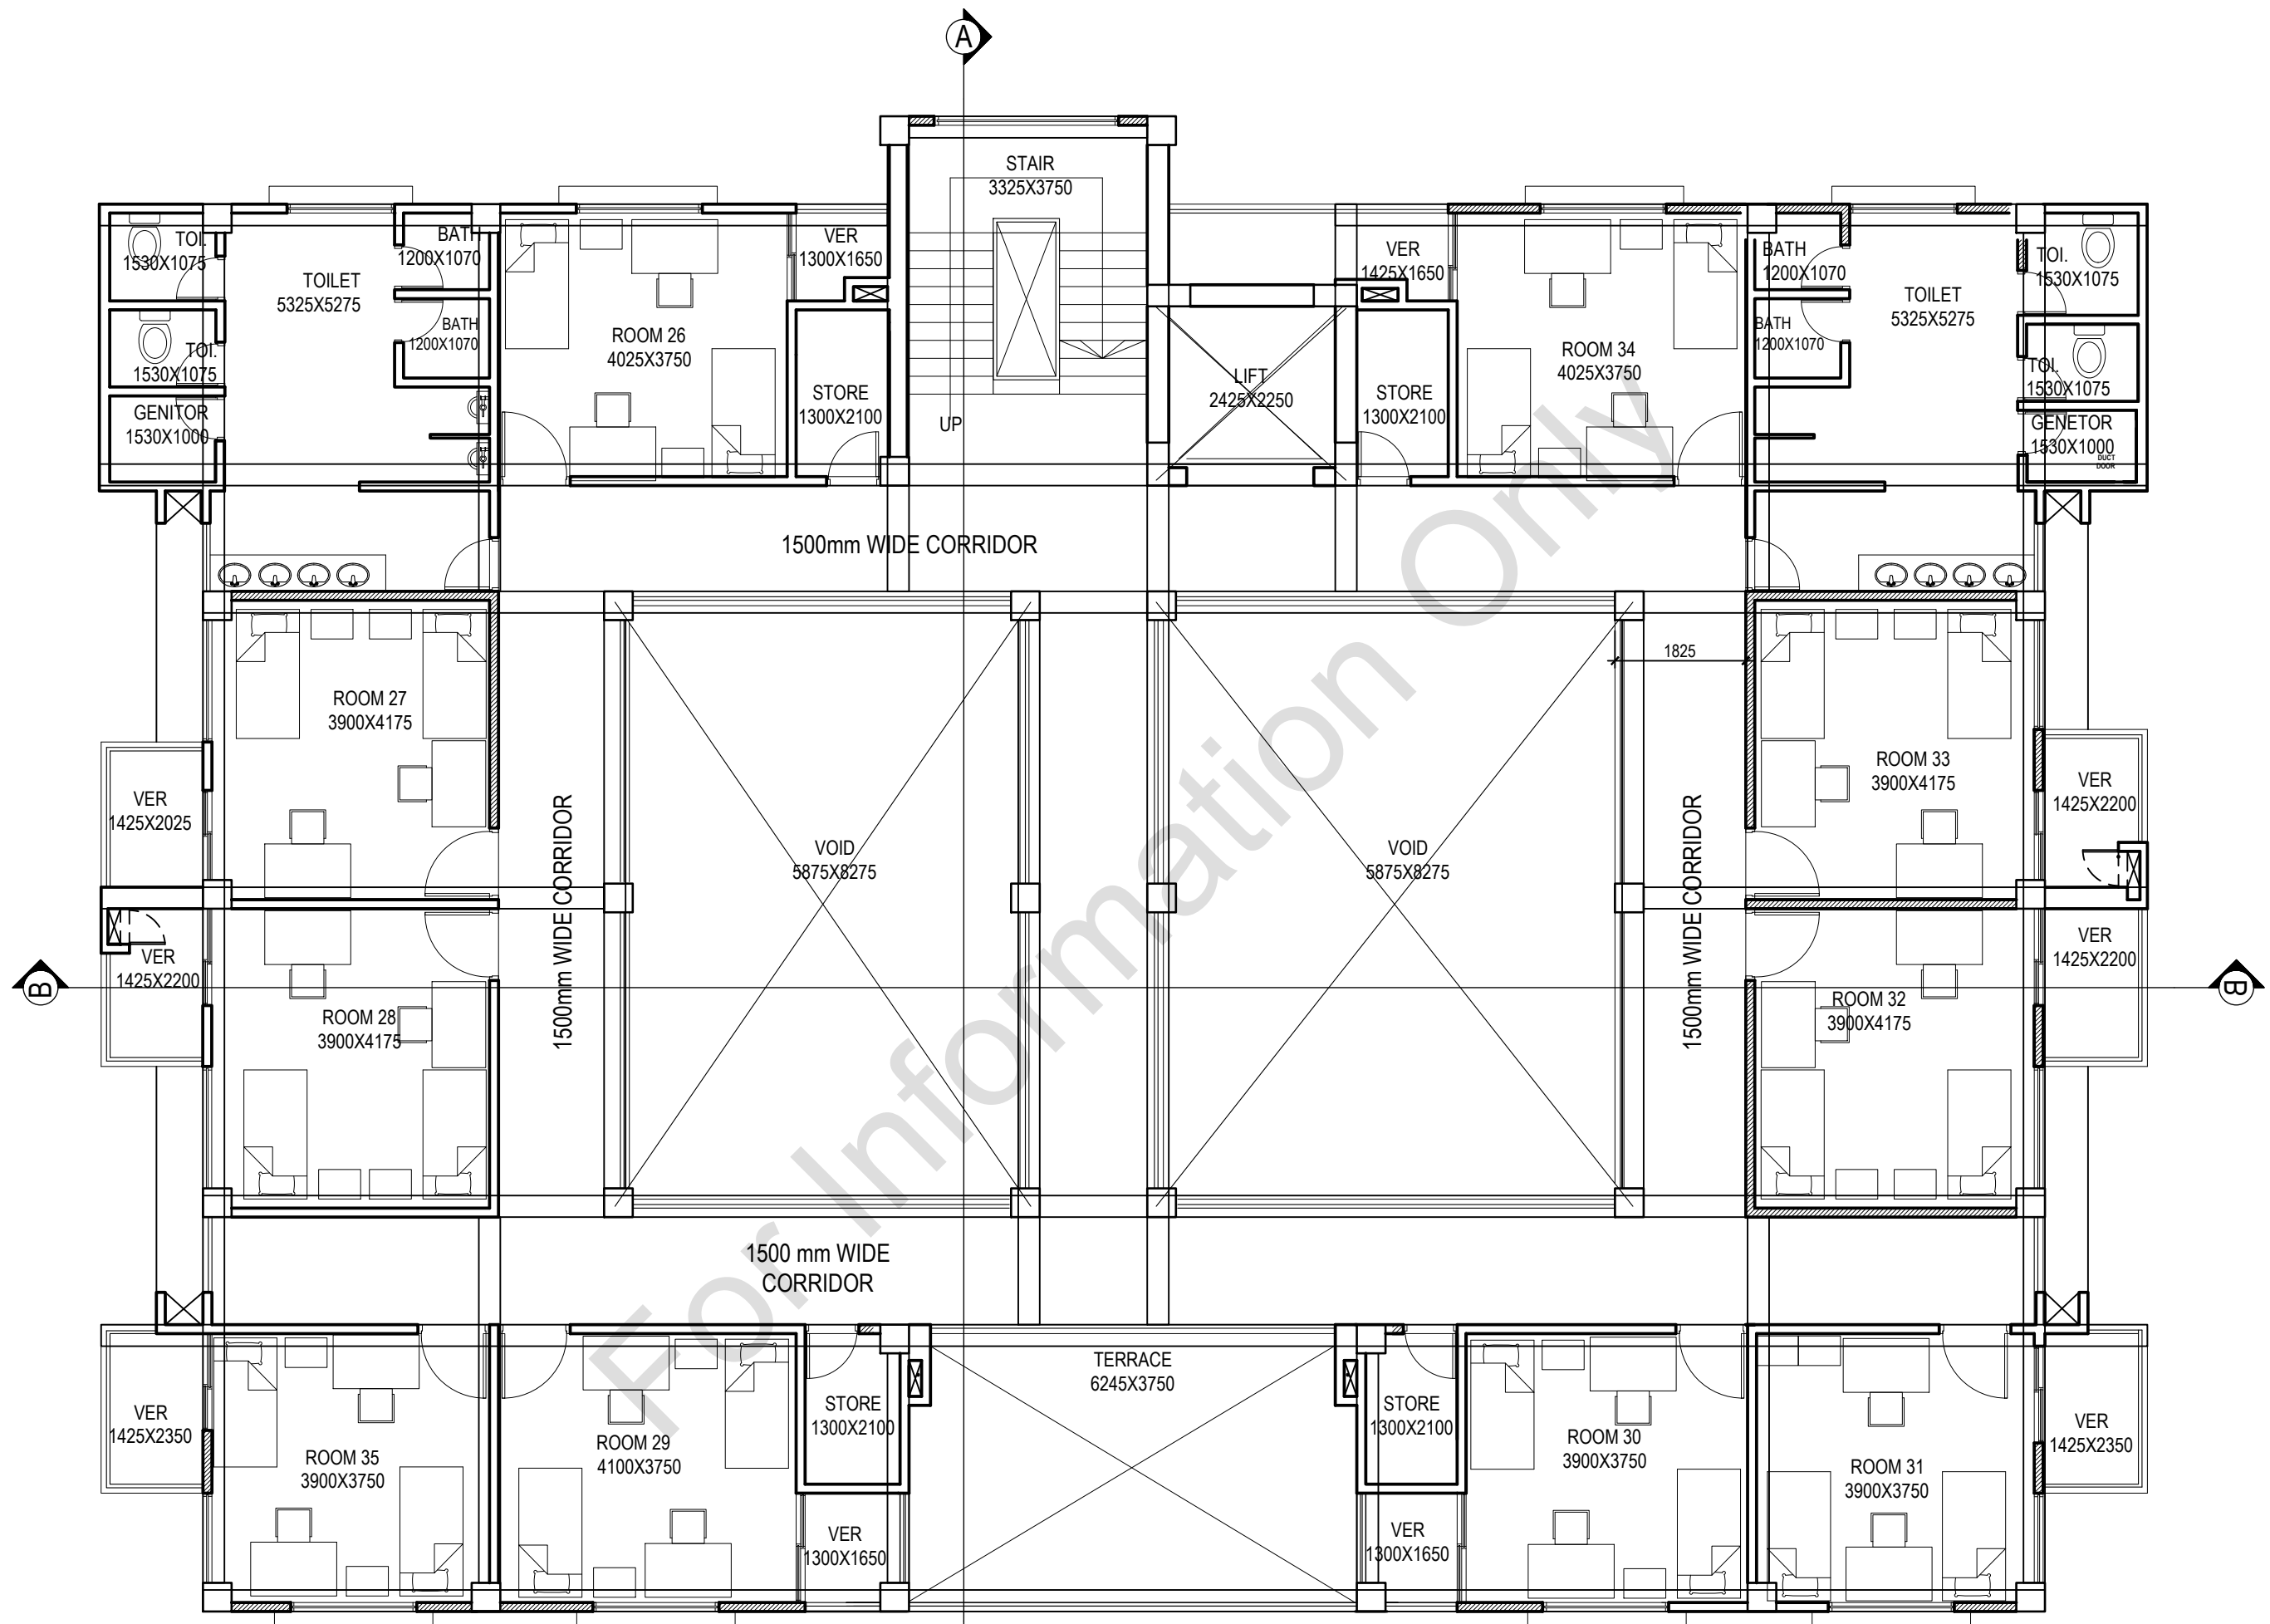 A
STAIR
3325X3750
TOI.
1530X1075
BATH
1200X1070
VER
1300X1650
VER
1425X1650
BATH
1200X1070
TOI.
1530X1075
TOILET
5325X5275
TOILET
5325X5275
BATH
1200X1070
ROOM 26
4025X3750
ROOM 34
4025X3750
BATH
1200X1070
TOI.
1530X1075
TOI.
1530X1075
STORE
1300X2100
LIFT
2425X2250
STORE
1300X2100
GENITOR
1530X1000
UP
GENETOR
1530X1000
DUCT
DOOR
1500mm WIDE CORRIDOR
1825
ROOM 27
3900X4175
ROOM 33
3900X4175
VER
1425X2025
VER
1425X2200
1500mm WIDE CORRIDOR
VOID
5875X8275
VOID
5875X8275
1500mm WIDE CORRIDOR
VER
1425X2200
VER
1425X2200
B
B
ROOM 28
3900X4175
ROOM 32
3900X4175
1500 mm WIDE
CORRIDOR
TERRACE
6245X3750
VER
1425X2350
STORE
1300X2100
STORE
1300X2100
VER
1425X2350
ROOM 35
3900X3750
ROOM 29
4100X3750
ROOM 30
3900X3750
ROOM 31
3900X3750
VER
1300X1650
VER
1300X1650
For Information Only